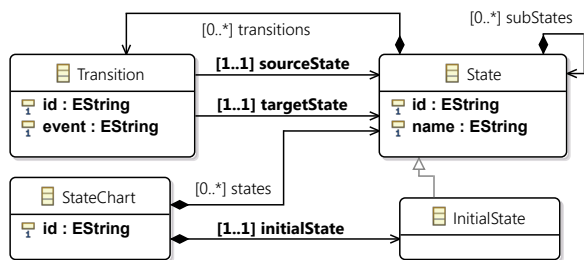 [0..*] subStates
[0..*] transitions
Transition
[1..1] sourceState
State
id : EString
event : EString
[1..1] targetState
id : EString
name : EString
[0..*] states
StateChart
id : EString
[1..1] initialState
InitialState